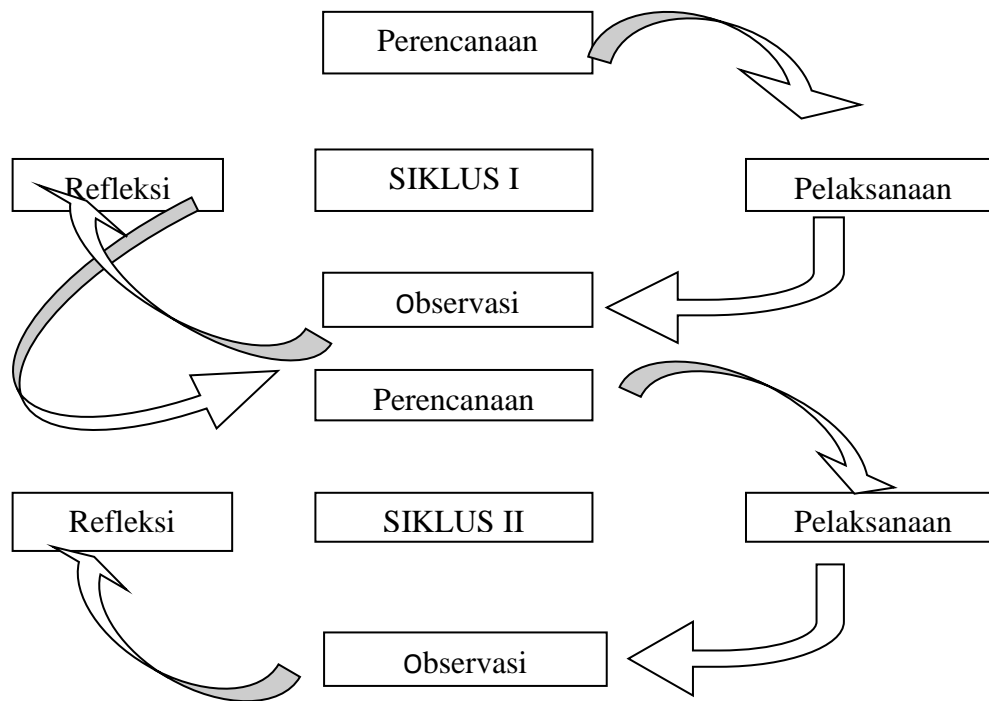 Perencanaan
Refleksi
SIKLUS I
Pelaksanaan
Observasi
Perencanaan
Refleksi
SIKLUS II
Pelaksanaan
Observasi